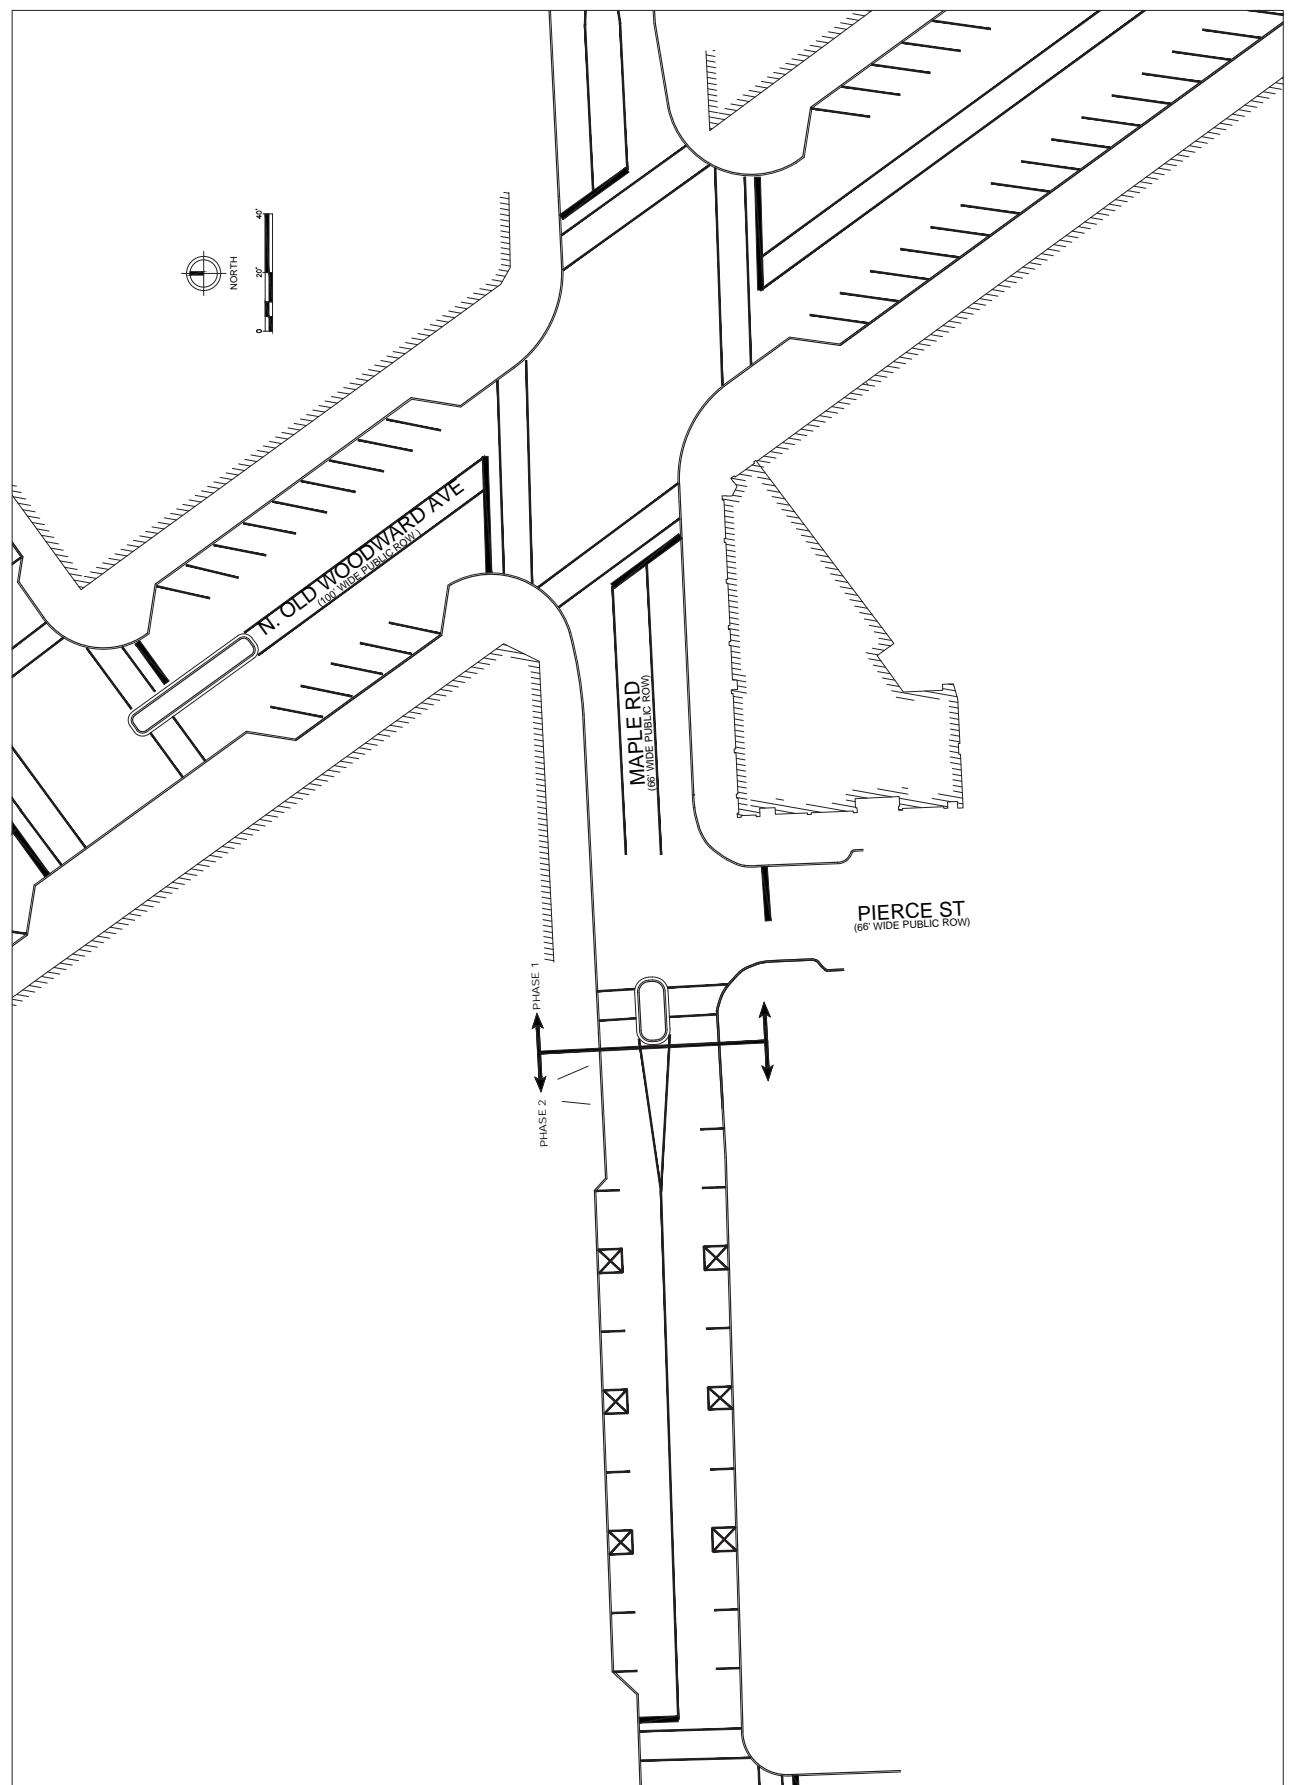 40'
20'
0
NORTH
N. OLD WOODWARD AVE
(100' WIDE PUBLIC ROW )
MAPLE RD
(66' WIDE PUBLIC ROW)
PIERCE ST
(66' WIDE PUBLIC ROW)
PHASE 1
PHASE 2